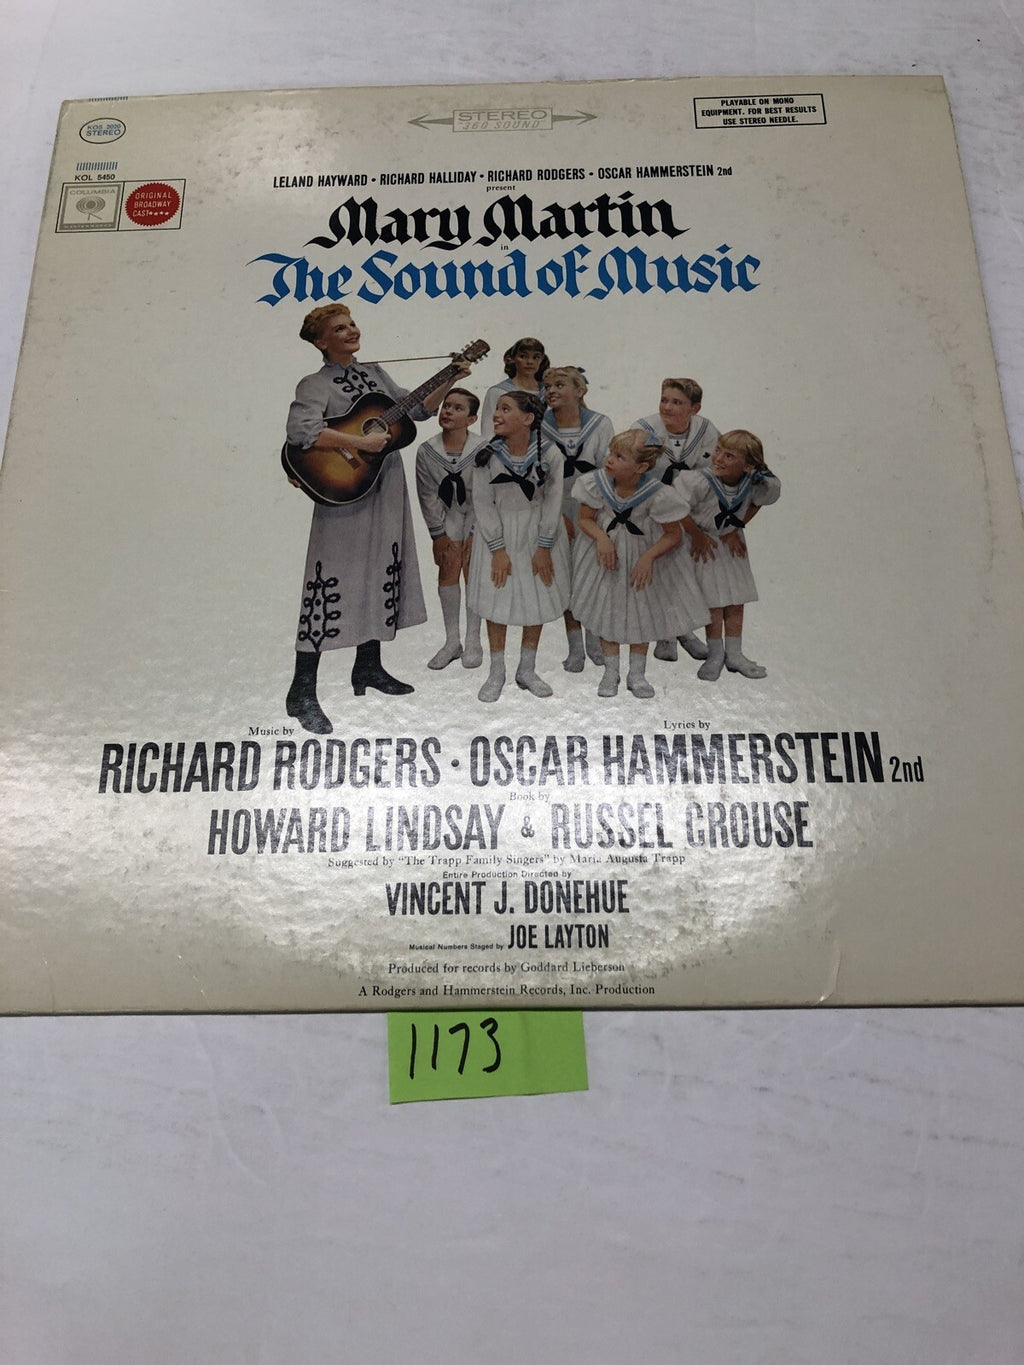 KOS 2020
STEREO
STEREO
360 SOUND
PLAYABLE ON MONO
EQUIPMENT. FOR BEST RESULTS
USE STEREO NEEDLE.
KOL 5450
COLUMBIA
MASTERWORKS
ORIGINAL
BROADWAY
CAST★★★★
LELAND HAYWARD • RICHARD HALLIDAY • RICHARD RODGERS • OSCAR HAMMERSTEIN 2nd
present
Mary Martin
in
The Sound of Music
Music by
Lyrics by
RICHARD RODGERS • OSCAR HAMMERSTEIN 2nd
Book by
HOWARD LINDSAY & RUSSEL CROUSE
Suggested by "The Trapp Family Singers" by Maria Augusta Trapp
Entire Production Directed by
VINCENT J. DONEHUE
Musical Numbers Staged by JOE LAYTON
Produced for records by Goddard Lieberson
A Rodgers and Hammerstein Records, Inc. Production
1173